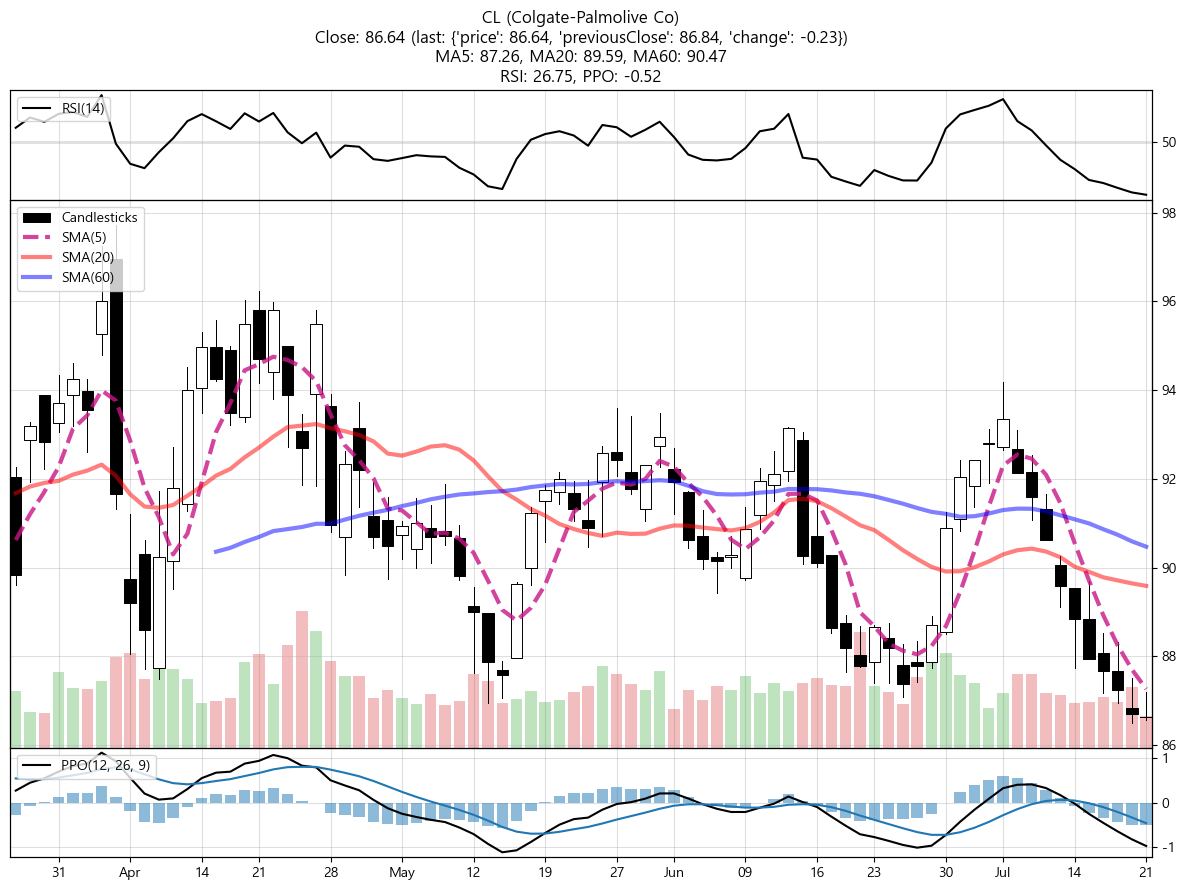 CL (Colgate-Palmolive Co)
Close: 86.64 (last: {'price': 86.64, 'previousClose': 86.84, 'change': -0.23})
MA5: 87.26, MA20: 89.59, MA60: 90.47
RSI: 26.75, PPO: -0.52
RSI(14)
50
Candlesticks
SMA(5)
SMA(20)
SMA(60)
98
96
94
92
90
88
86
PPO(12, 26, 9)
1
0
-1
31 Apr 14 21 28 May 12 19 27 Jun 09 16 23 30 Jul 14 21